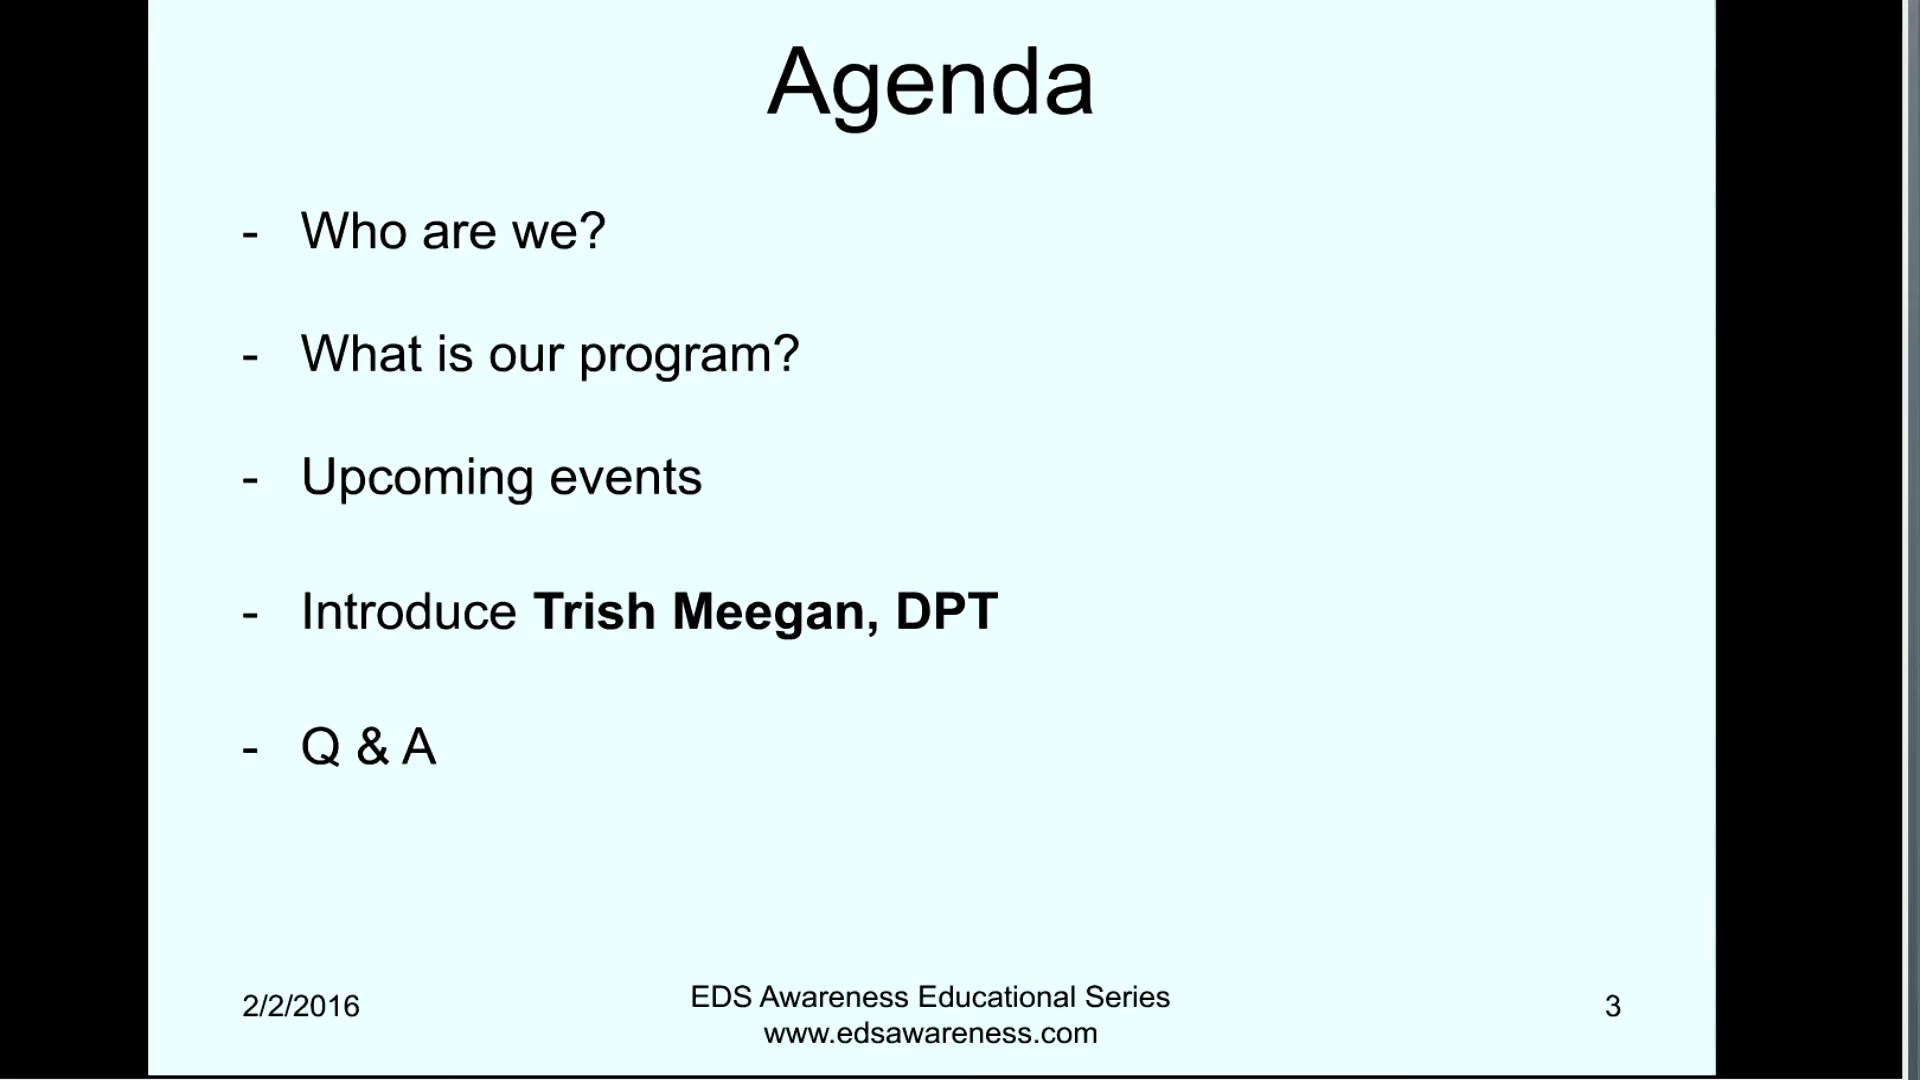 Agenda
- Who are we?
- What is our program?
- Upcoming events
- Introduce Trish Meegan, DPT
- Q & A
2/2/2016
EDS Awareness Educational Series
www.edsawareness.com
3